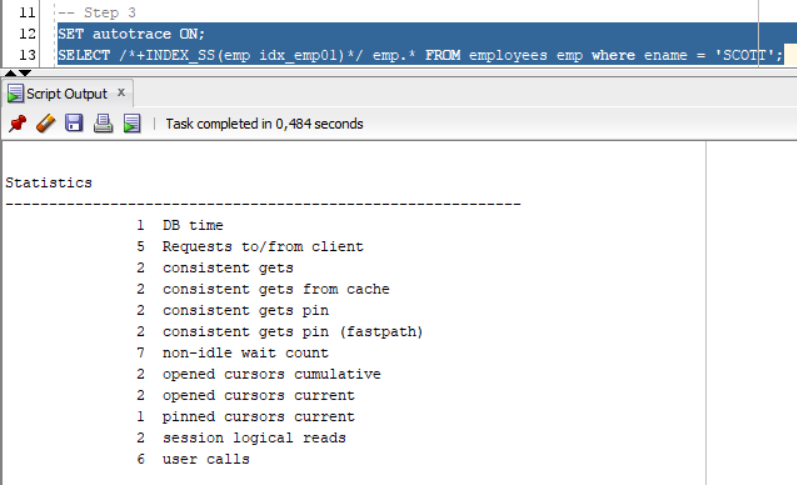 11 -- Step 3
12 SET autotrace ON;
13 SELECT /*+INDEX_SS(emp idx_emp01)*/ emp.* FROM employees emp where ename = 'SCOTT';
Script Output x
| Task completed in 0,484 seconds
Statistics
-----------------------------------------------------------
1 DB time
5 Requests to/from client
2 consistent gets
2 consistent gets from cache
2 consistent gets pin
2 consistent gets pin (fastpath)
7 non-idle wait count
2 opened cursors cumulative
2 opened cursors current
1 pinned cursors current
2 session logical reads
6 user calls